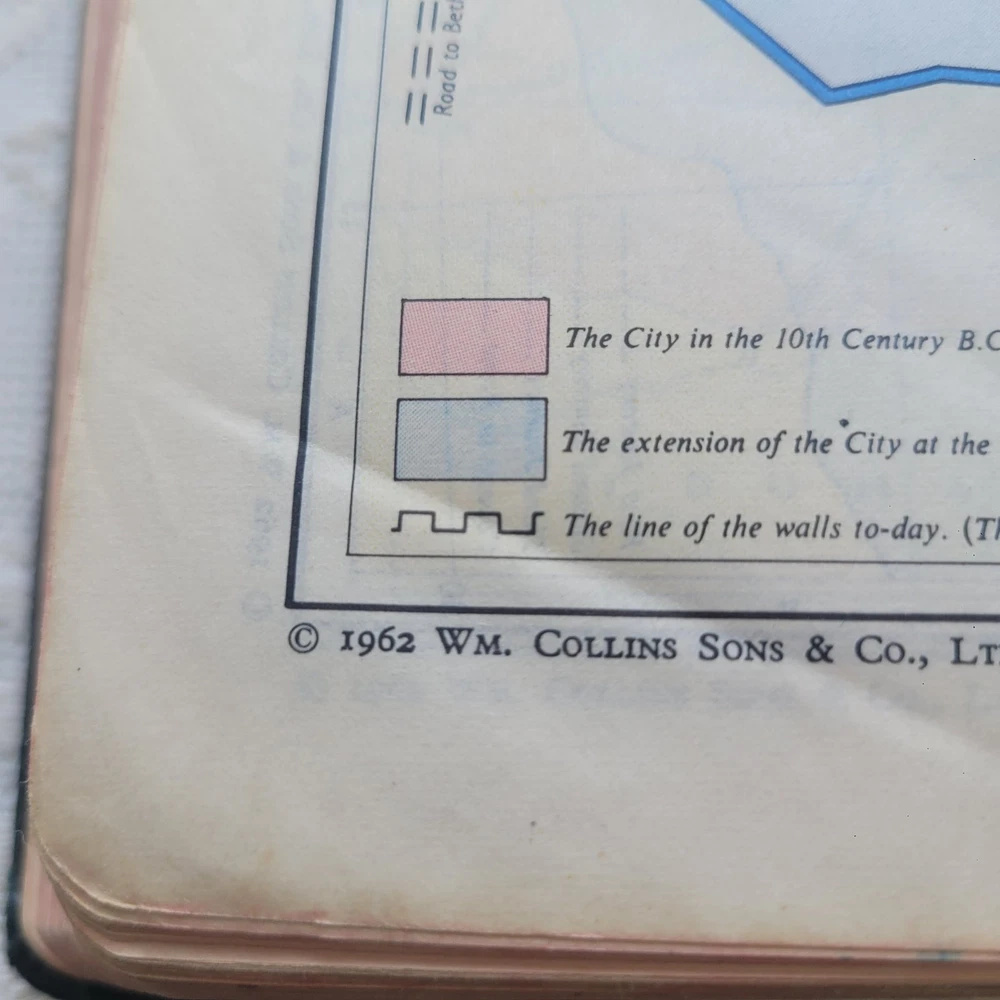 Road to Beth
The City in the 10th Century B.C
The extension of the City at the
The line of the walls to-day. (Th
© 1962 WM. COLLINS SONS & CO., LT